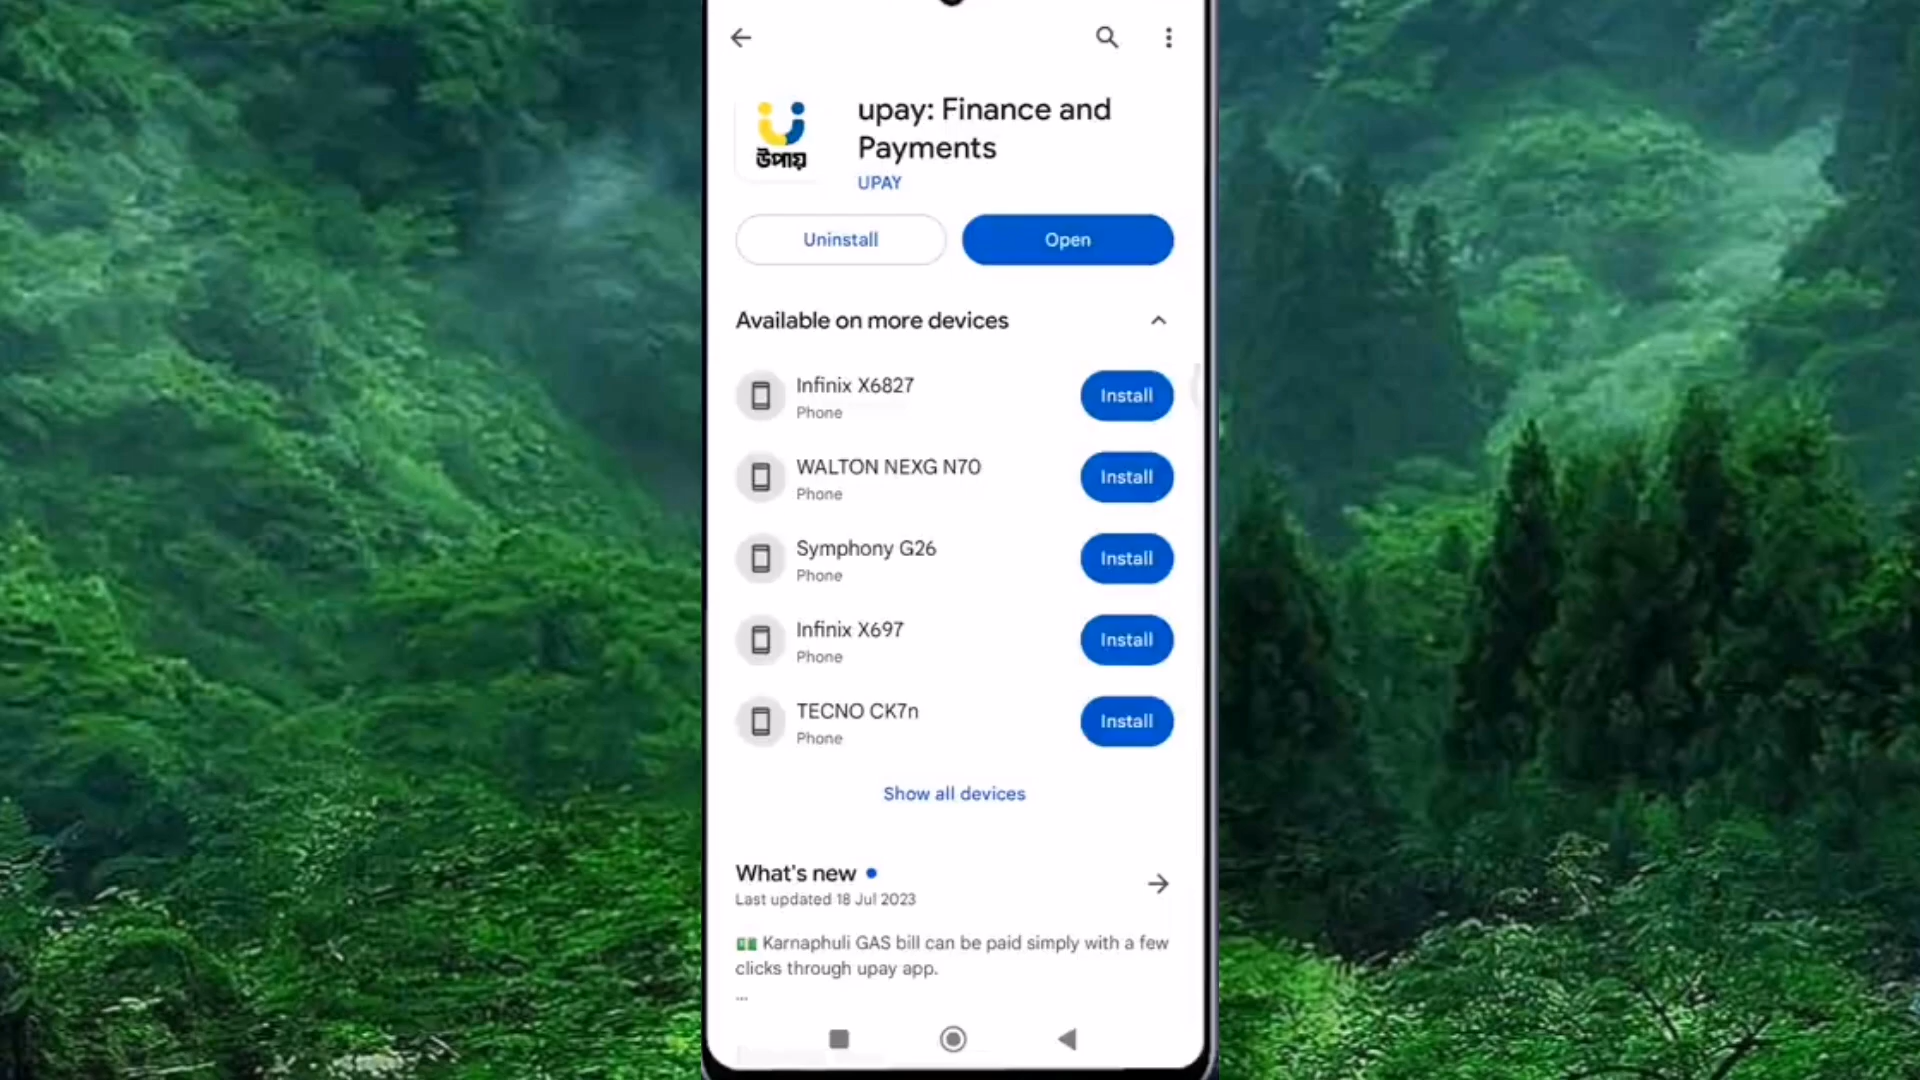 upay: Finance and
Payments
উপায়
UPAY
Uninstall
Open
Available on more devices
Infinix X6827
Phone
Install
WALTON NEXG N70
Phone
Install
Symphony G26
Phone
Install
Infinix X697
Phone
Install
TECNO CK7n
Phone
Install
Show all devices
What's new
Last updated 18 Jul 2023
💵 Karnaphuli GAS bill can be paid simply with a few
clicks through upay app.
...